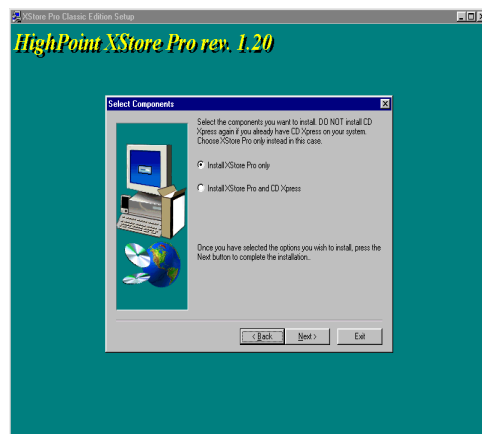 XStore Pro Classic Edition Setup
HighPoint XStore Pro rev. 1.20
Select Components
Select the components you want to install. DO NOT install CD
Xpress again if you already have CD Xpress on your system.
Choose XStore Pro only instead in this case.
Install XStore Pro only
Install XStore Pro and CD Xpress
Once you have selected the options you wish to install, press the
Next button to complete the installation..
< Back
Next >
Exit